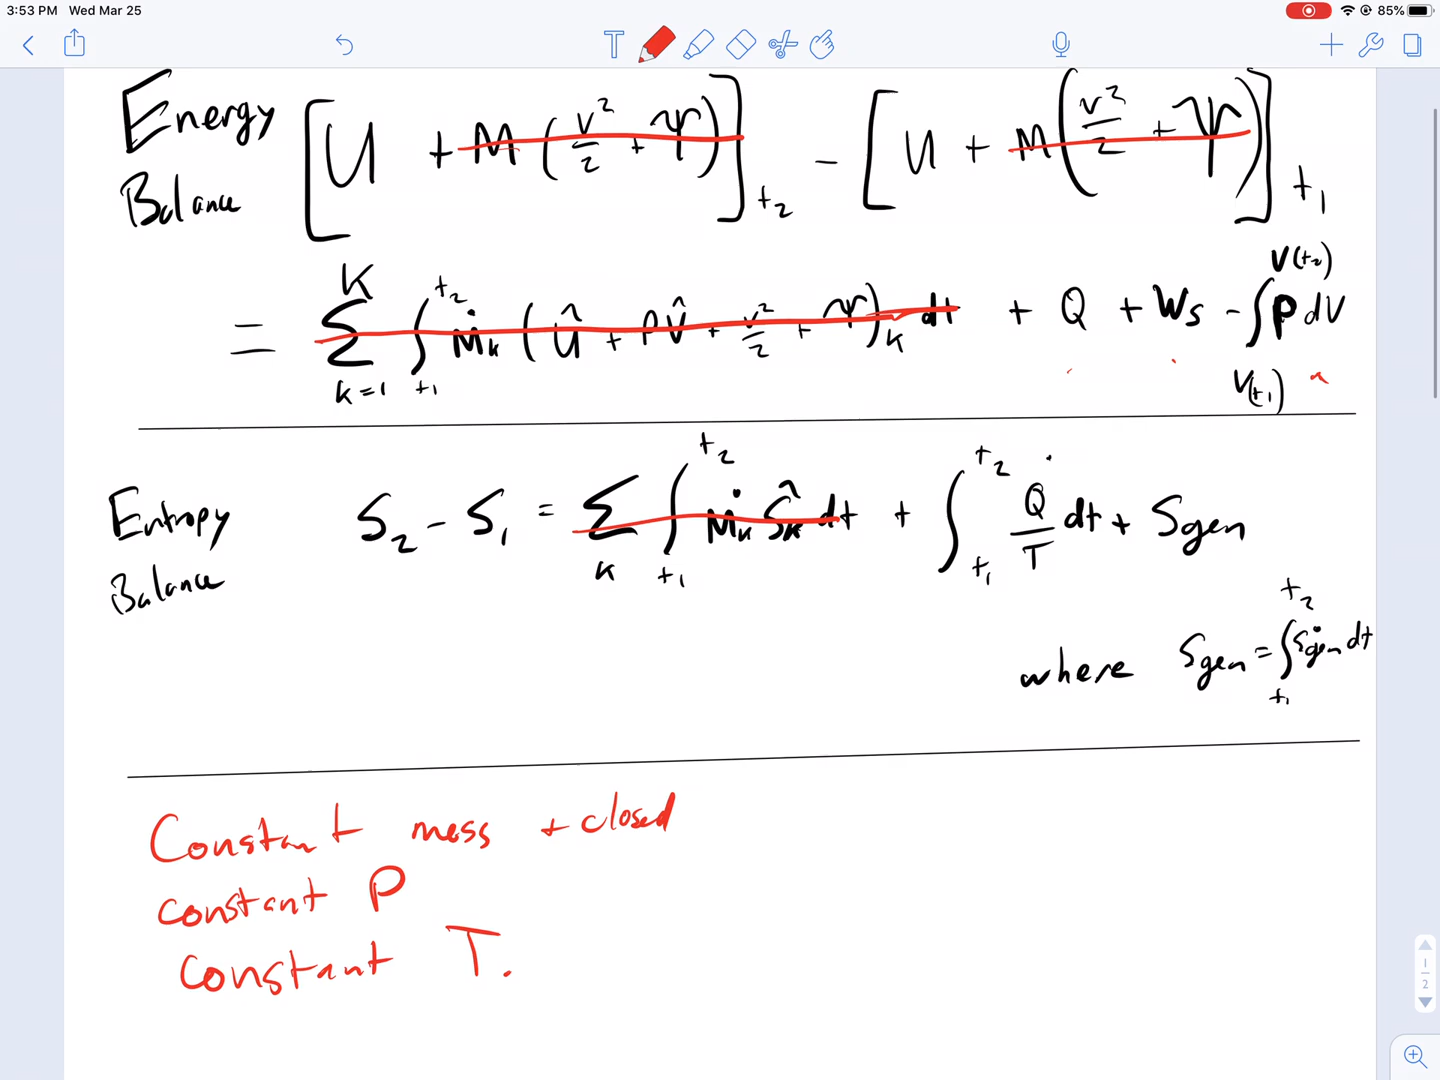 3:53 PM Wed Mar 25
85%
T
Energy Balance [U + M(v²/2 + Ψ)]t₂ - [U + M(v²/2 + Ψ)]t₁
= Σ K k=1 ∫ t₂ t₁ Ṁk (Û + PV̂ + v²/2 + Ψ)k dt + Q + Ws - ∫ V(t₂) V(t₁) P dV
Entropy Balance S₂ - S₁ = Σ K ∫ t₂ t₁ Ṁk Ŝk dt + ∫ t₂ t₁ Q̇/T dt + Sgen
where Sgen = ∫ t₂ t₁ Ṡgen dt
Constant mass + closed
constant P
constant T.
1
2